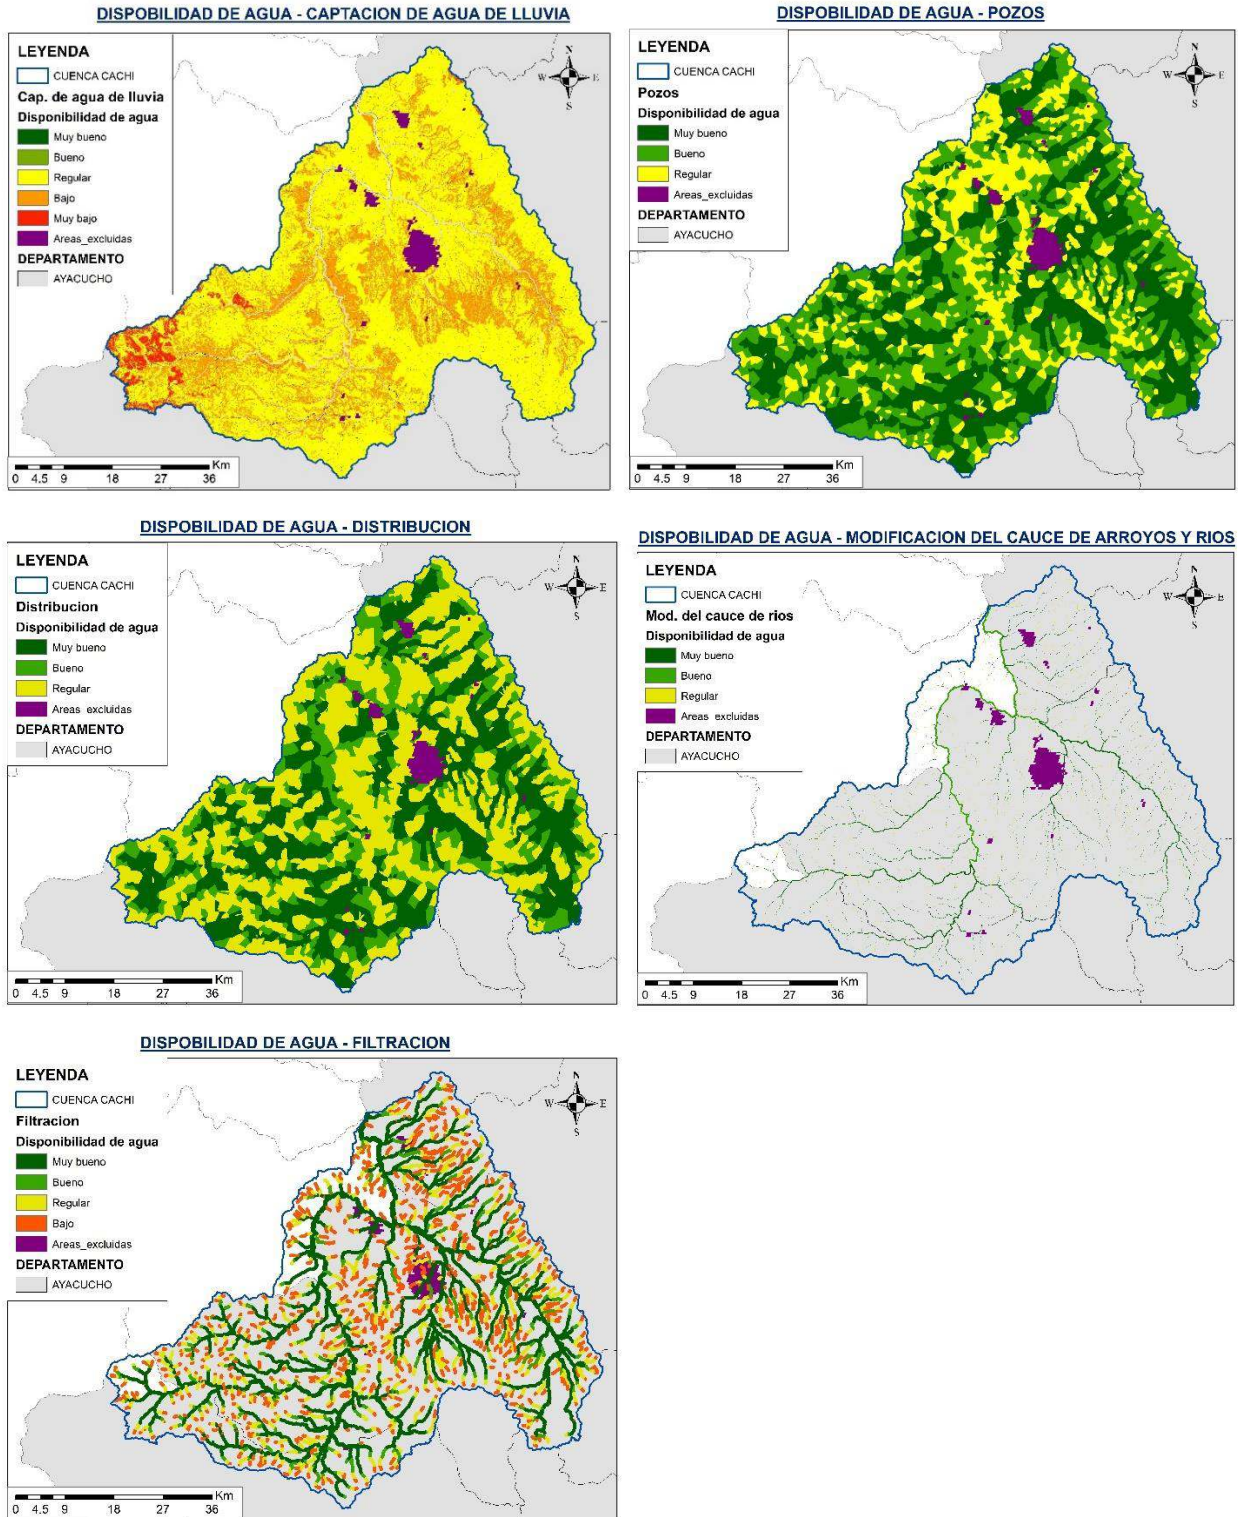 DISPOBILIDAD DE AGUA - CAPTACION DE AGUA DE LLUVIA
LEYENDA
CUENCA CACHI
Cap. de agua de lluvia
Disponibilidad de agua
Muy bueno
Bueno
Regular
Bajo
Muy bajo
Areas_excluidas
DEPARTAMENTO
AYACUCHO
N
W E
S
Km
0 4.5 9 18 27 36
DISPOBILIDAD DE AGUA - POZOS
LEYENDA
CUENCA CACHI
Pozos
Disponibilidad de agua
Muy bueno
Bueno
Regular
Areas_excluidas
DEPARTAMENTO
AYACUCHO
N
W E
S
Km
0 4.5 9 18 27 36
DISPOBILIDAD DE AGUA - DISTRIBUCION
LEYENDA
CUENCA CACHI
Distribucion
Disponibilidad de agua
Muy bueno
Bueno
Regular
Areas_excluidas
DEPARTAMENTO
AYACUCHO
N
W E
S
Km
0 4.5 9 18 27 36
DISPOBILIDAD DE AGUA - MODIFICACION DEL CAUCE DE ARROYOS Y RIOS
LEYENDA
CUENCA CACHI
Mod. del cauce de rios
Disponibilidad de agua
Muy bueno
Bueno
Regular
Areas_excluidas
DEPARTAMENTO
AYACUCHO
N
W E
S
Km
0 4.5 9 18 27 36
DISPOBILIDAD DE AGUA - FILTRACION
LEYENDA
CUENCA CACHI
Filtracion
Disponibilidad de agua
Muy bueno
Bueno
Regular
Bajo
Areas_excluidas
DEPARTAMENTO
AYACUCHO
N
W E
S
Km
0 4.5 9 18 27 36